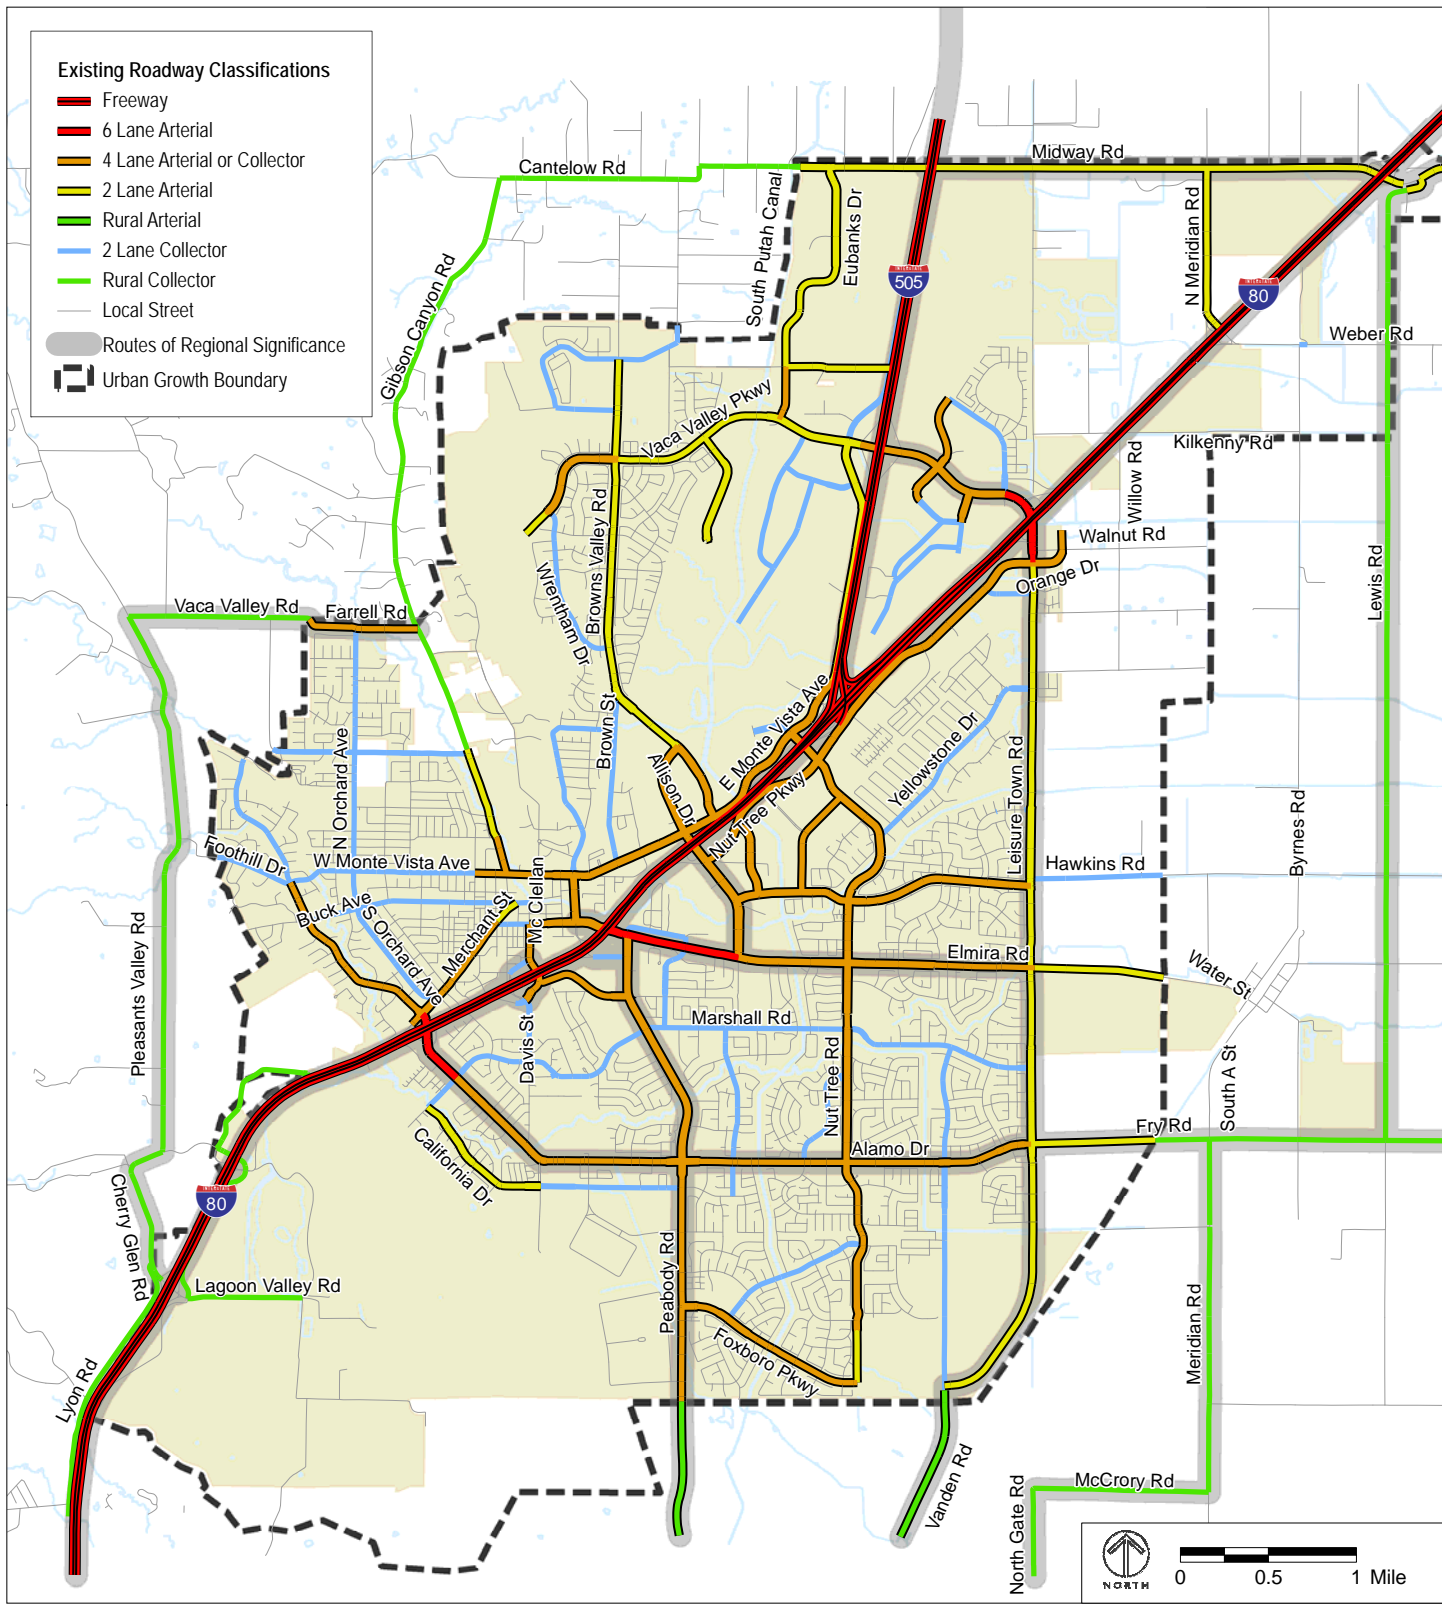 Existing Roadway Classifications
Freeway
6 Lane Arterial
4 Lane Arterial or Collector
2 Lane Arterial
Rural Arterial
2 Lane Collector
Rural Collector
Local Street
Routes of Regional Significance
Urban Growth Boundary
Midway Rd
Cantelow Rd
South Putah Canal
Eubanks Dr
N Meridian Rd
INTERSTATE
505
INTERSTATE
80
Gibson Canyon Rd
Weber Rd
Vaca Valley Pkwy
Kilkenny Rd
Willow Rd
Browns Valley Rd
Walnut Rd
Orange Dr
Lewis Rd
Wrentham Dr
Vaca Valley Rd
Farrell Rd
E Monte Vista Ave
Brown St
Allison Dr
Nut Tree Pkwy
Yellowstone Dr
Leisure Town Rd
N Orchard Ave
Byrnes Rd
Foothill Dr
W Monte Vista Ave
Hawkins Rd
Mc Clellan
Buck Ave
S Orchard Ave
Merchant St
Elmira Rd
Water St
Pleasants Valley Rd
Marshall Rd
Davis St
Nut Tree Rd
South A St
Fry Rd
Alamo Dr
California Dr
Cherry Glen Rd
INTERSTATE
80
Lagoon Valley Rd
Peabody Rd
Foxboro Pkwy
Meridian Rd
Lyon Rd
Vanden Rd
McCrory Rd
North Gate Rd
NORTH
0 0.5 1 Mile